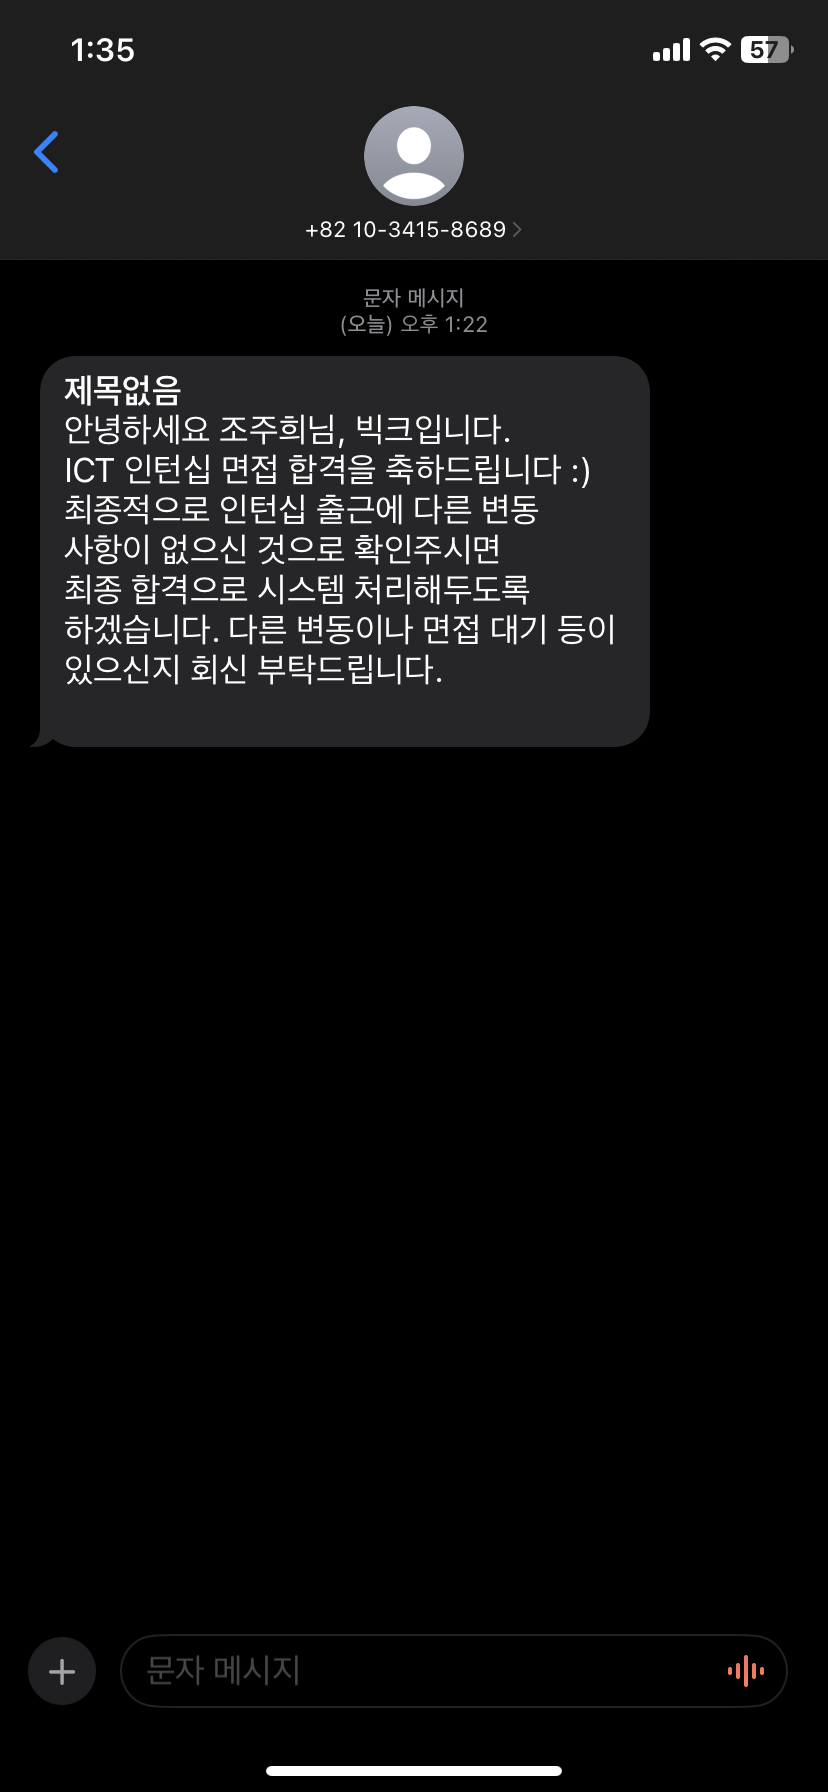 1:35
57
+82 10-3415-8689
문자 메시지
(오늘) 오후 1:22
제목없음
안녕하세요 조주희님, 빅크입니다.
ICT 인턴십 면접 합격을 축하드립니다 :)
최종적으로 인턴십 출근에 다른 변동
사항이 없으신 것으로 확인주시면
최종 합격으로 시스템 처리해두도록
하겠습니다. 다른 변동이나 면접 대기 등이
있으신지 회신 부탁드립니다.
문자 메시지